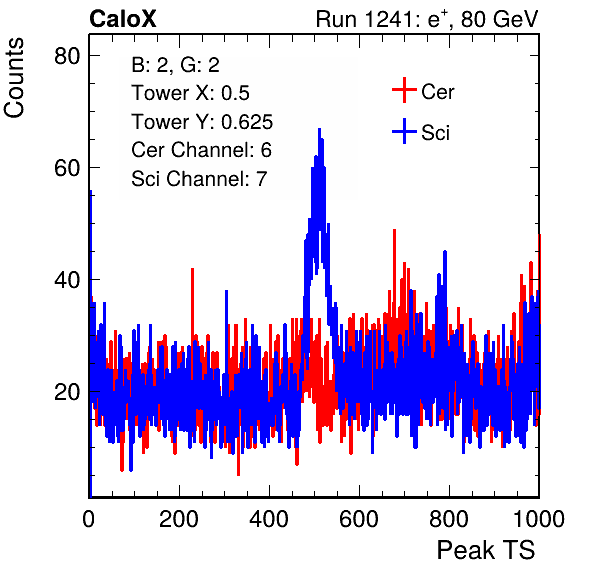 CaloX
Run 1241: e+, 80 GeV
Counts
80
60
40
20
B: 2, G: 2
Tower X: 0.5
Tower Y: 0.625
Cer Channel: 6
Sci Channel: 7
Cer
Sci
0 200 400 600 800 1000
Peak TS